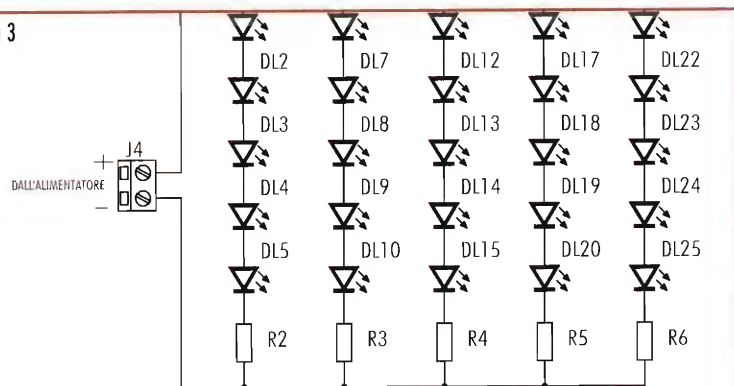 3
DL2 DL7 DL12 DL17 DL22
DL3 DL8 DL13 DL18 DL23
J4
+
DALL'ALIMENTATORE
–
DL4 DL9 DL14 DL19 DL24
DL5 DL10 DL15 DL20 DL25
R2 R3 R4 R5 R6